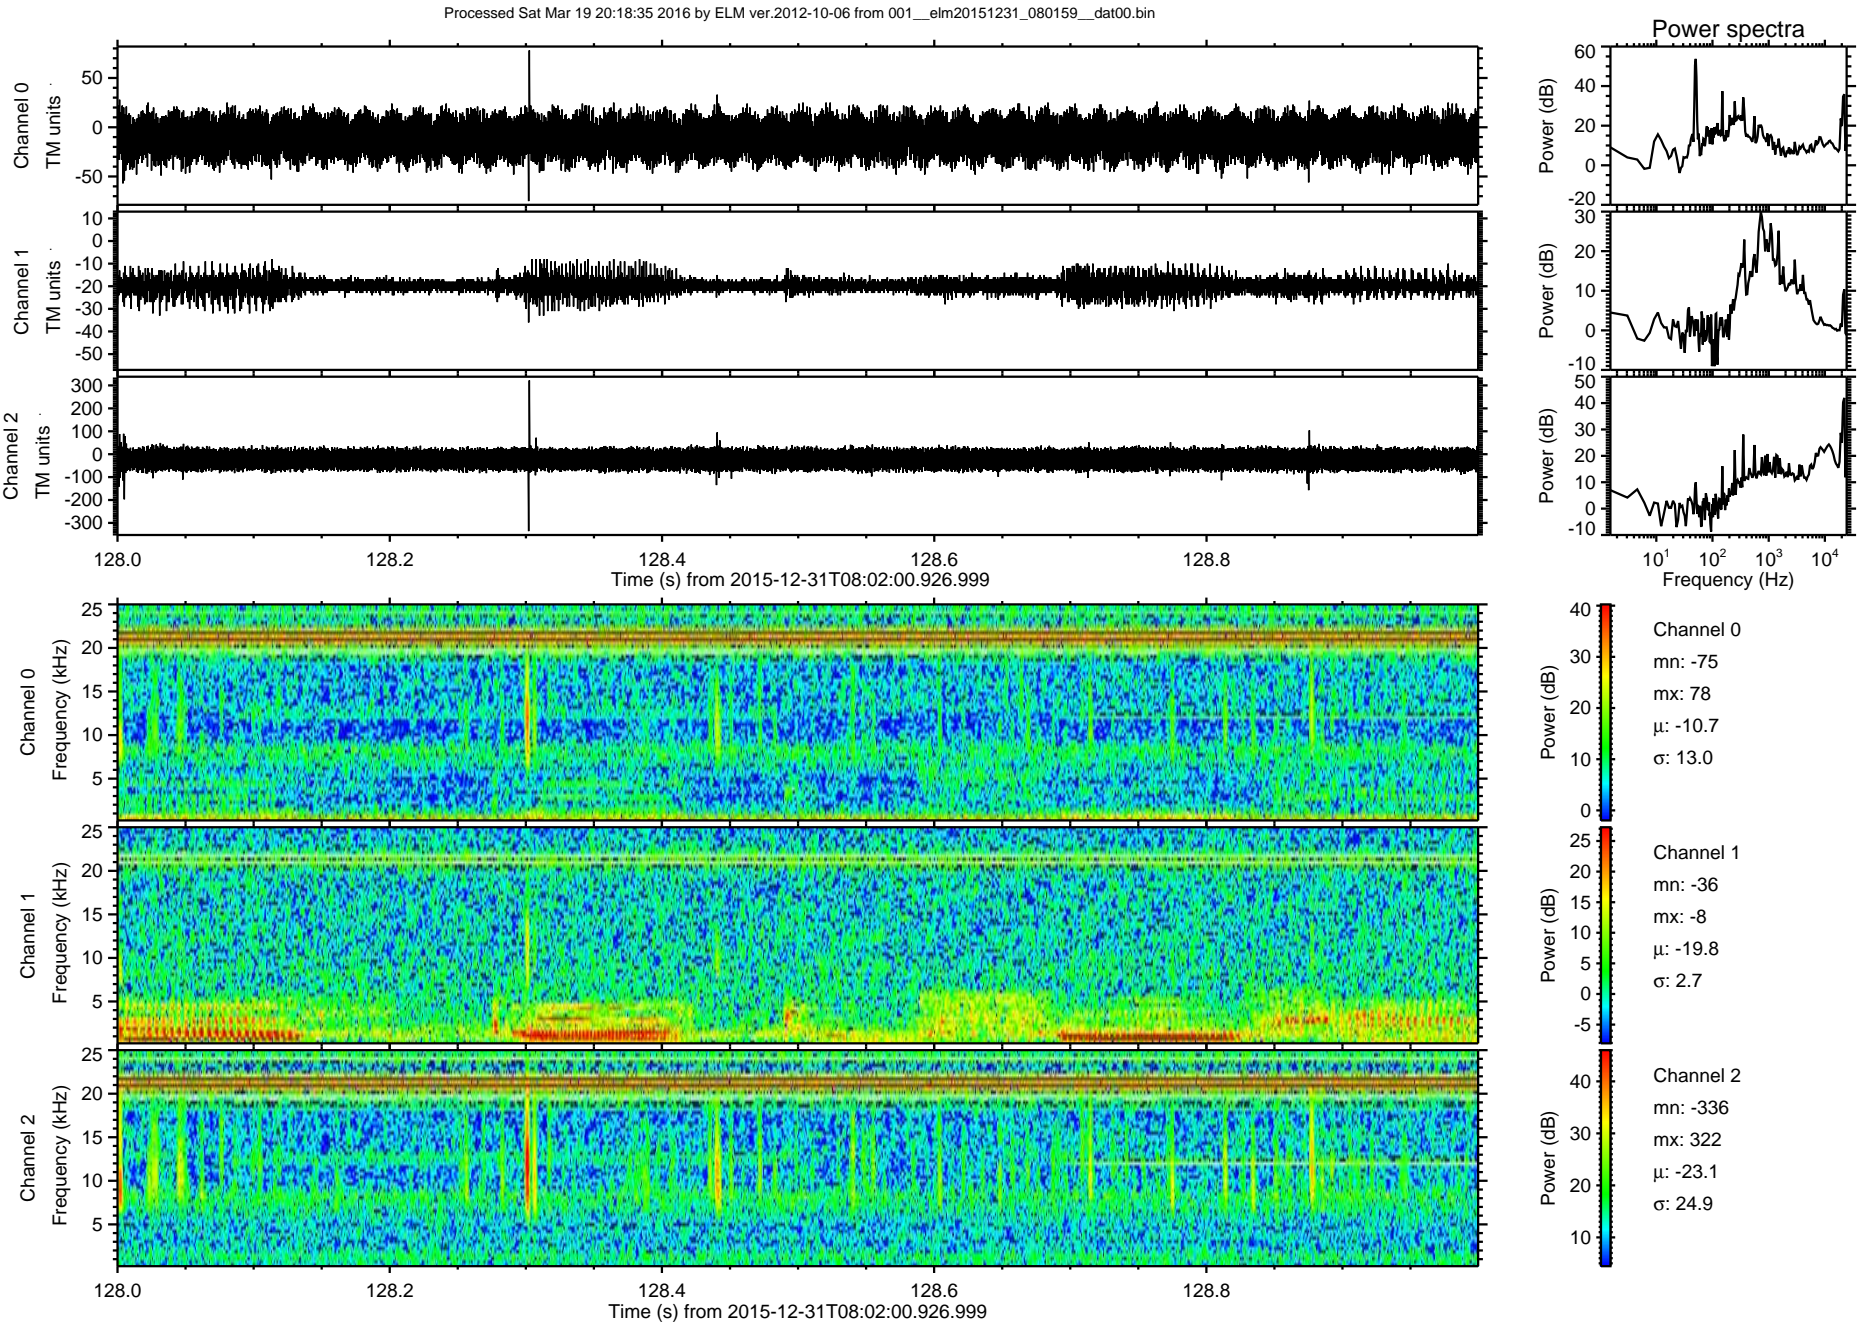 Processed Sat Mar 19 20:18:35 2016 by ELM ver.2012-10-06 from 001__elm20151231_080159__dat00.bin
Power spectra
Channel 0
TM units
50
0
-50
Power (dB)
60
40
20
0
-20
Channel 1
TM units
10
0
-10
-20
-30
-40
-50
Power (dB)
30
20
10
0
-10
Channel 2
TM units
300
200
100
0
-100
-200
-300
Power (dB)
50
40
30
20
10
0
-10
128.0 128.2 128.4 128.6 128.8
Time (s) from 2015-12-31T08:02:00.926.999
10¹ 10² 10³ 10⁴
Frequency (Hz)
Channel 0
Frequency (kHz)
25
20
15
10
5
Power (dB)
40
30
20
10
0
Channel 0
mn: -75
mx: 78
μ: -10.7
σ: 13.0
Channel 1
Frequency (kHz)
25
20
15
10
5
Power (dB)
25
20
15
10
5
0
-5
Channel 1
mn: -36
mx: -8
μ: -19.8
σ: 2.7
Channel 2
Frequency (kHz)
25
20
15
10
5
Power (dB)
40
30
20
10
Channel 2
mn: -336
mx: 322
μ: -23.1
σ: 24.9
128.0 128.2 128.4 128.6 128.8
Time (s) from 2015-12-31T08:02:00.926.999